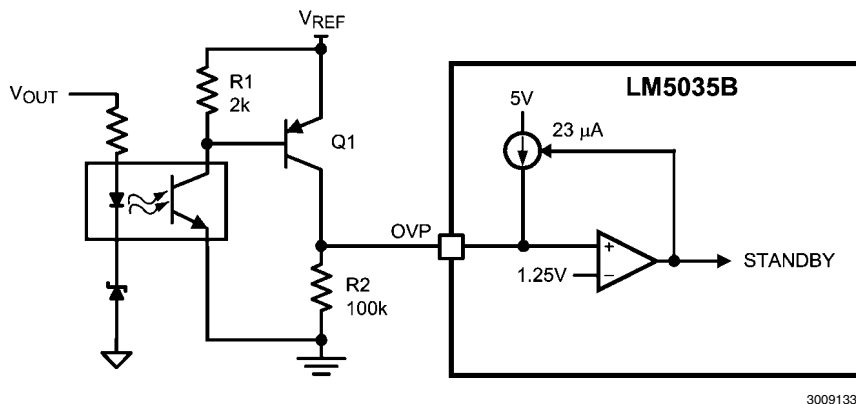 VREF
LM5035B
R1
2k
VOUT
5V
23 μA
Q1
OVP
+
1.25V
−
STANDBY
R2
100k
3009133